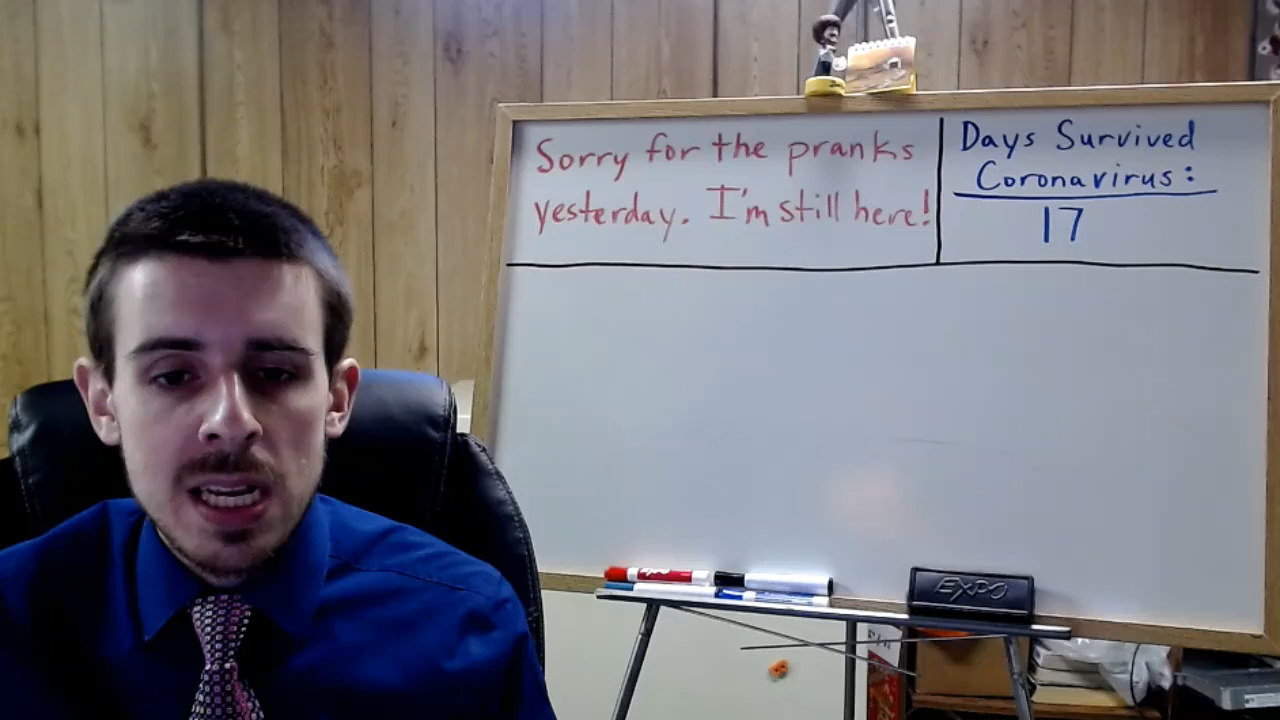 Sorry for the pranks
yesterday. I'm still here!
Days Survived
Coronavirus:
17
EXPO